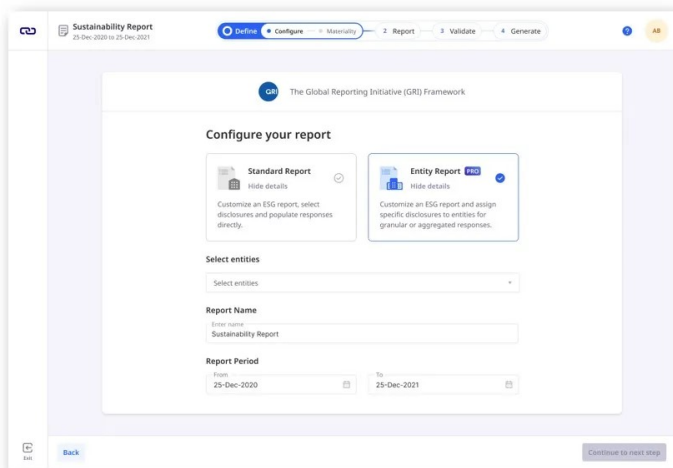 Sustainability Report
25-Dec-2020 to 25-Dec-2021
Define
Configure
Materiality
2 Report
3 Validate
4 Generate
?
AB
GRI
The Global Reporting Initiative (GRI) Framework
Configure your report
Standard Report
Hide details
Customize an ESG report, select
disclosures and populate responses
directly.
Entity Report PRO
Hide details
Customize an ESG report and assign
specific disclosures to entities for
granular or aggregated responses.
Select entities
Select entities
Report Name
Enter name
Sustainability Report
Report Period
From
25-Dec-2020
To
25-Dec-2021
Exit
Back
Continue to next step